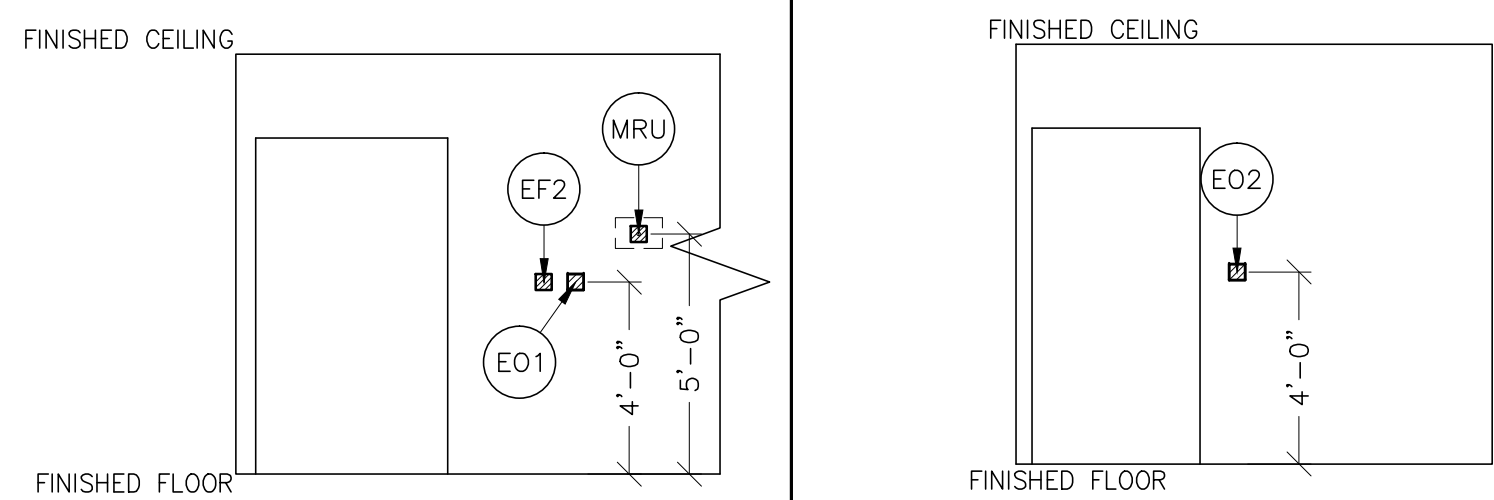 FINISHED CEILING
MRU
EF2
EO1
4'-0"
5'-0"
FINISHED FLOOR
FINISHED CEILING
EO2
4'-0"
FINISHED FLOOR